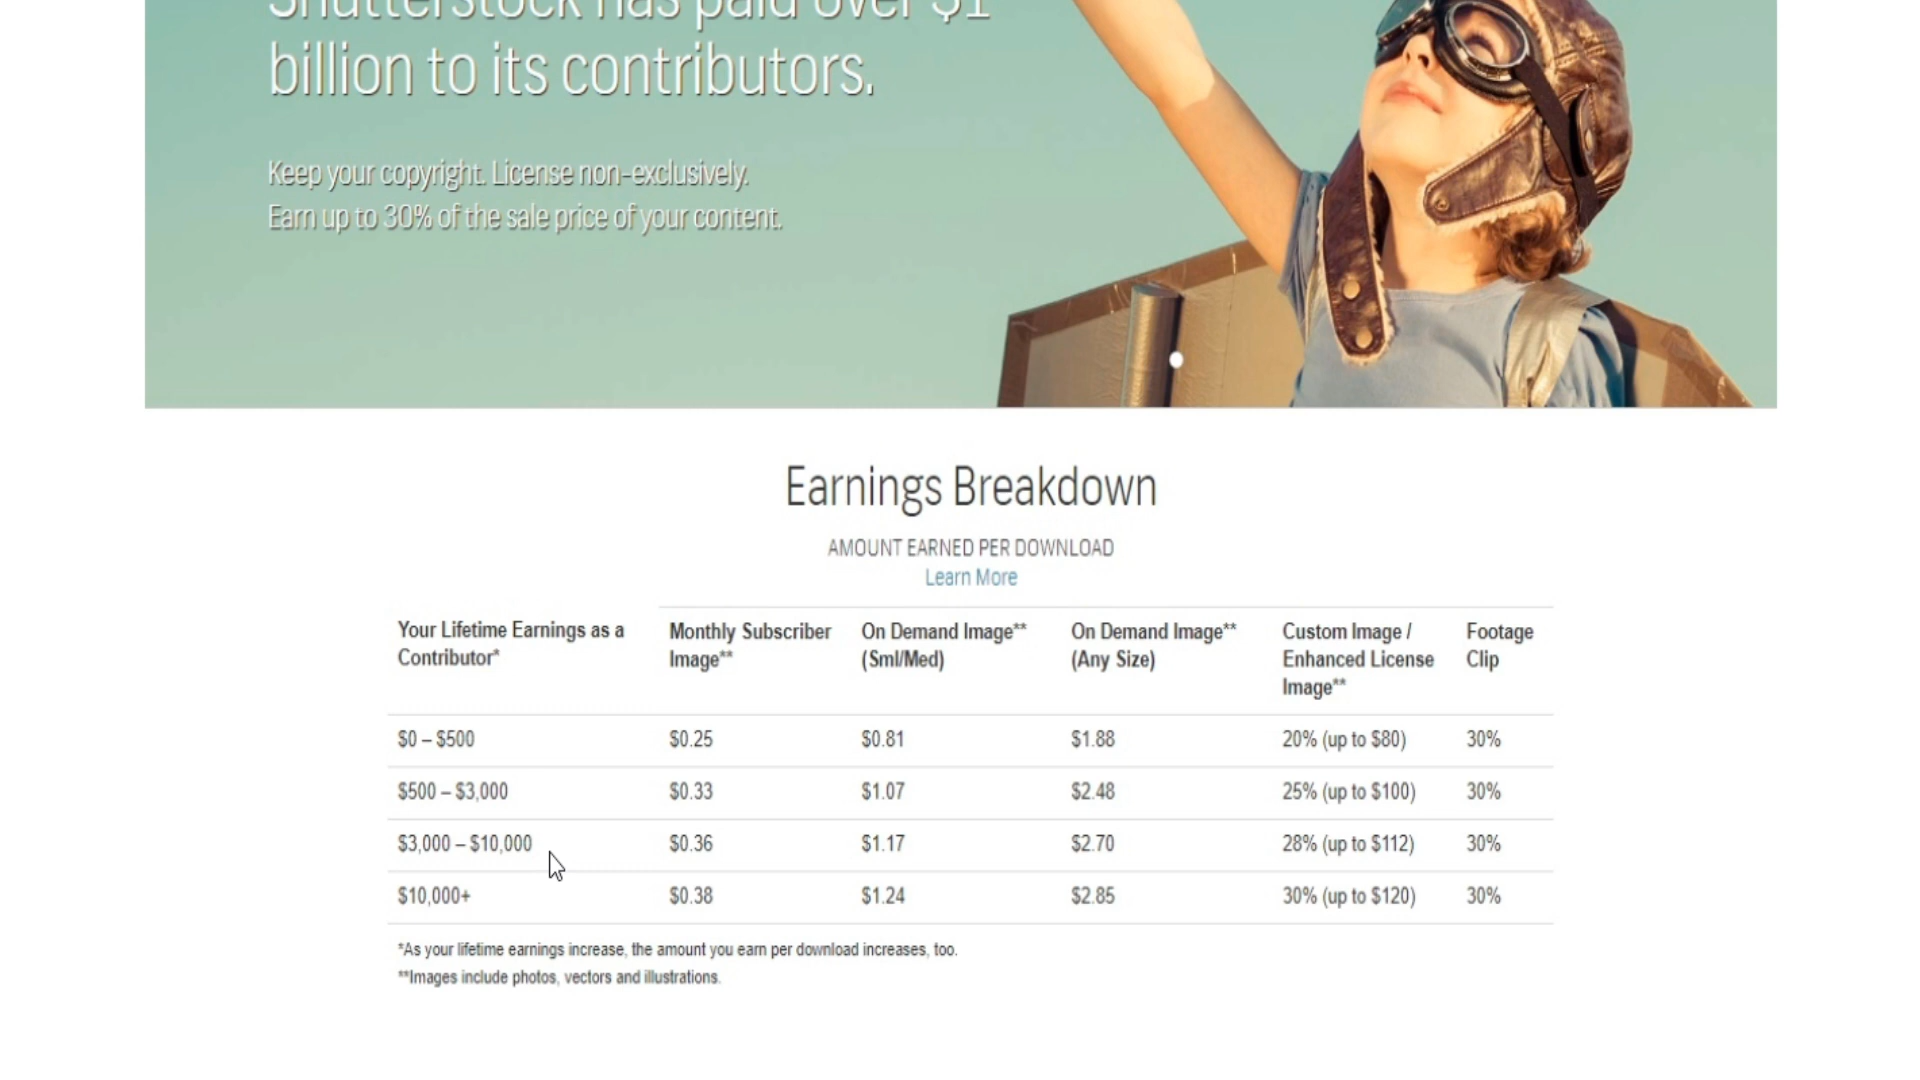 Shutterstock has paid over $1
billion to its contributors.
Keep your copyright. License non-exclusively.
Earn up to 30% of the sale price of your content.
Earnings Breakdown
AMOUNT EARNED PER DOWNLOAD
Learn More
Your Lifetime Earnings as a Contributor* Monthly Subscriber Image** On Demand Image** (Sml/Med) On Demand Image** (Any Size) Custom Image / Enhanced License Image** Footage Clip
$0 – $500 $0.25 $0.81 $1.88 20% (up to $80) 30%
$500 – $3,000 $0.33 $1.07 $2.48 25% (up to $100) 30%
$3,000 – $10,000 $0.36 $1.17 $2.70 28% (up to $112) 30%
$10,000+ $0.38 $1.24 $2.85 30% (up to $120) 30%
*As your lifetime earnings increase, the amount you earn per download increases, too.
**Images include photos, vectors and illustrations.